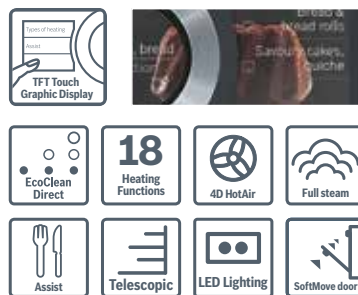 Types of heating
Assist
TFT Touch
Graphic Display
Bread &
bread rolls
, bread
Savoury cakes,
quiche
EcoClean
Direct
18
Heating
Functions
4D HotAir
Full steam
Assist
Telescopic
LED Lighting
SoftMove door